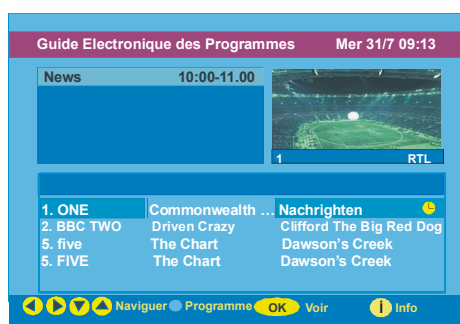 Guide Electronique des Programmes Mer 31/7 09:13
News 10:00-11.00
1 RTL
1. ONE Commonwealth ... Nachrighten
2. BBC TWO Driven Crazy Clifford The Big Red Dog
5. five The Chart Dawson's Creek
5. FIVE The Chart Dawson's Creek
Naviguer Programme OK Voir i Info